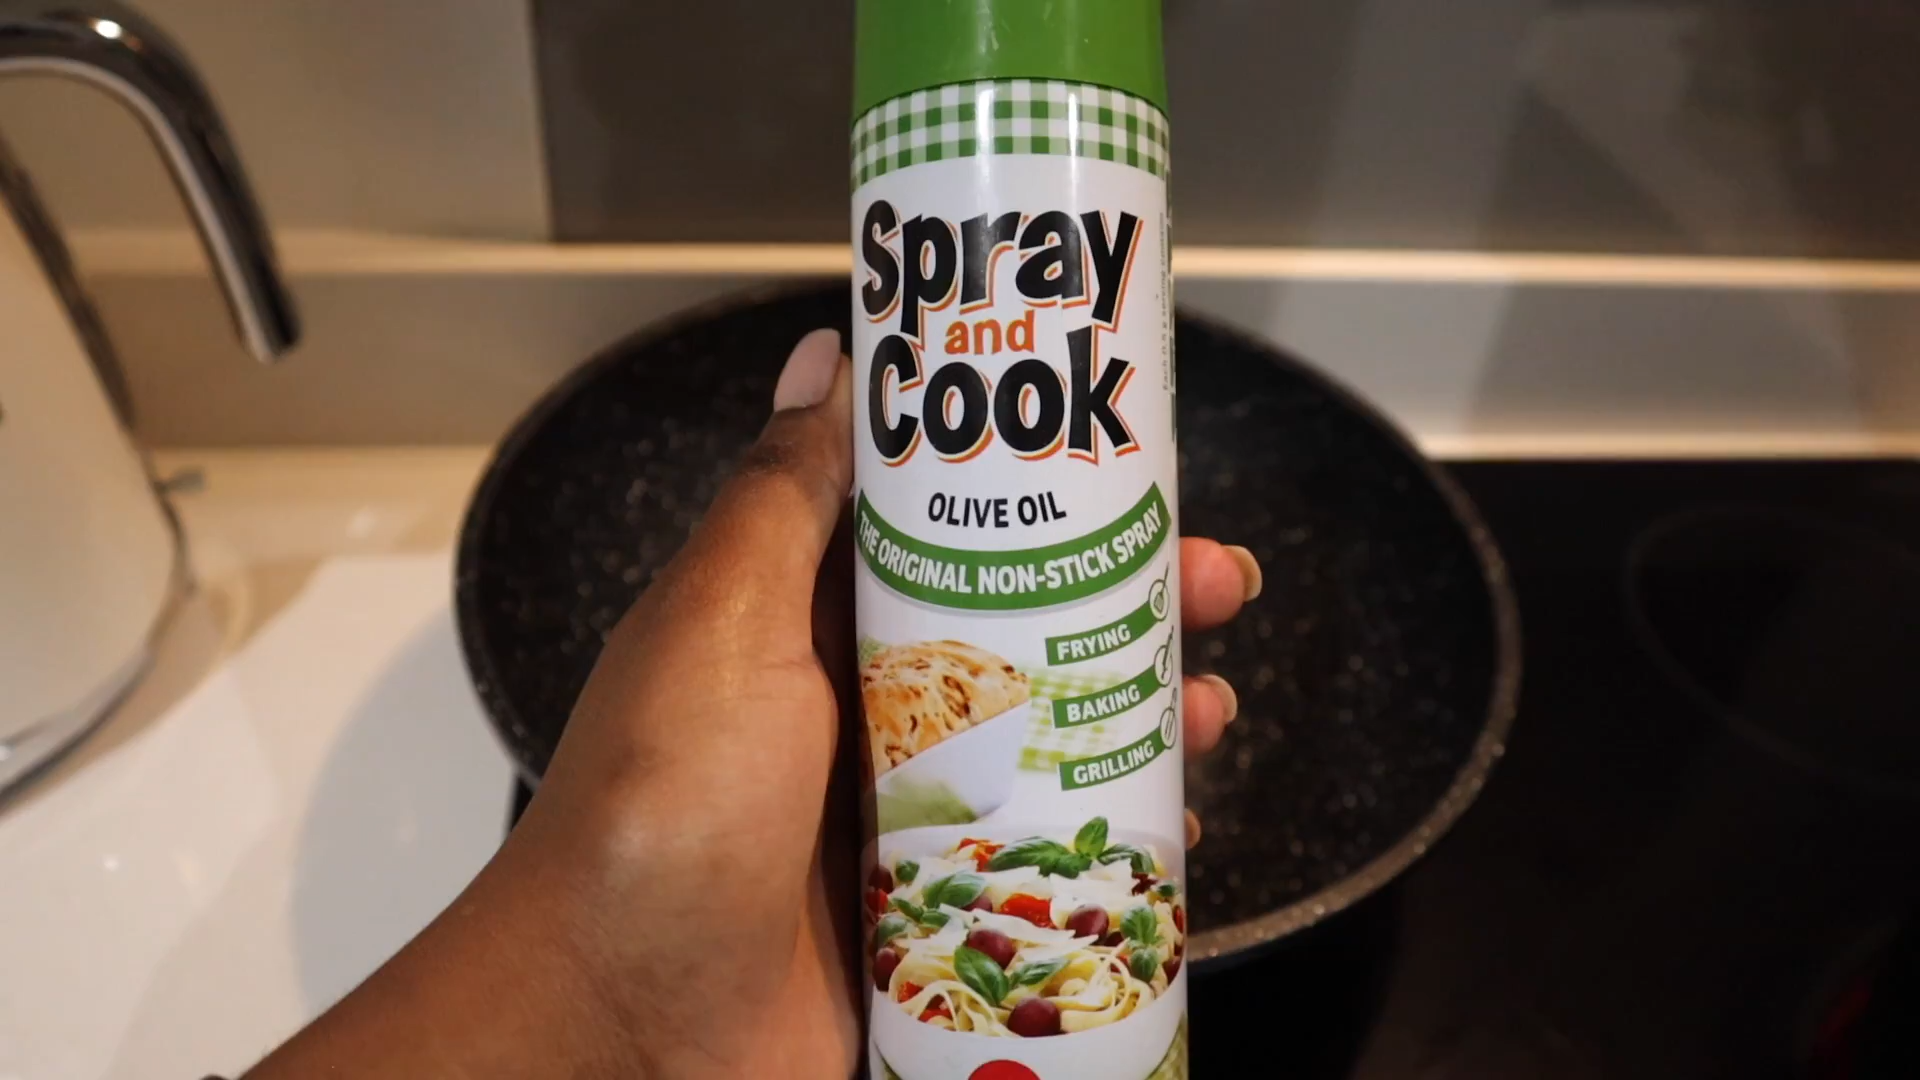 Spray
and
Cook
OLIVE OIL
THE ORIGINAL NON-STICK SPRAY
FRYING
BAKING
GRILLING